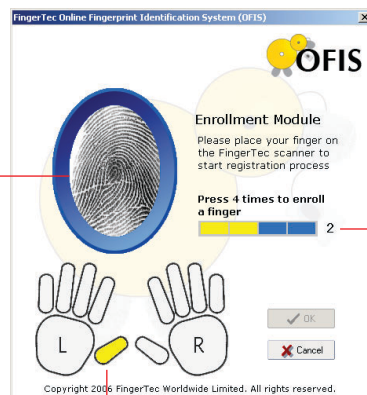 FingerTec Online Fingerprint Identification System (OFIS)
OFIS
Enrollment Module
Please place your finger on
the FingerTec scanner to
start registration process
Press 4 times to enroll
a finger
2
L R
OK
Cancel
Copyright 2006 FingerTec Worldwide Limited. All rights reserved.